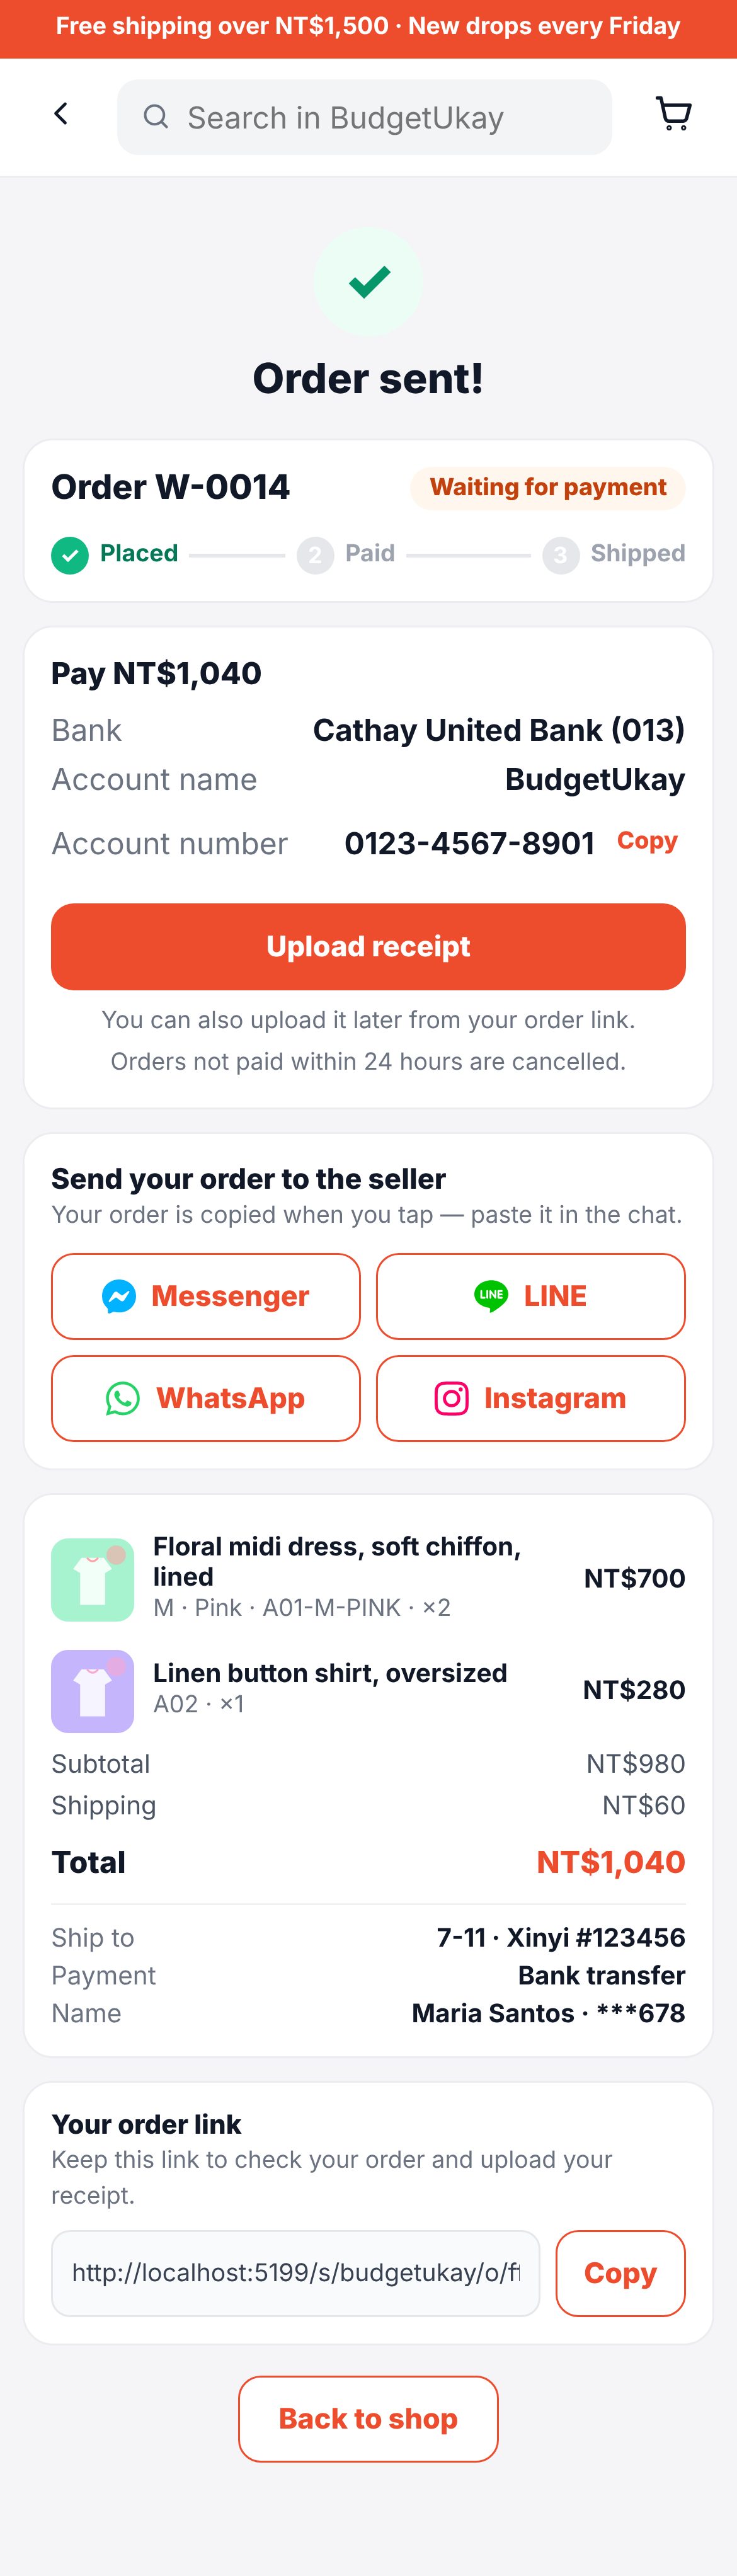 Free shipping over NT$1,500 · New drops every Friday
Search in BudgetUkay
Order sent!
Order W-0014
Waiting for payment
Placed
2 Paid
3 Shipped
Pay NT$1,040
Bank Cathay United Bank (013)
Account name BudgetUkay
Account number 0123-4567-8901 Copy
Upload receipt
You can also upload it later from your order link.
Orders not paid within 24 hours are cancelled.
Send your order to the seller
Your order is copied when you tap — paste it in the chat.
Messenger
LINE LINE
WhatsApp
Instagram
Floral midi dress, soft chiffon,
lined
M · Pink · A01-M-PINK · ×2
NT$700
Linen button shirt, oversized
A02 · ×1
NT$280
Subtotal NT$980
Shipping NT$60
Total NT$1,040
Ship to 7-11 · Xinyi #123456
Payment Bank transfer
Name Maria Santos · ***678
Your order link
Keep this link to check your order and upload your
receipt.
http://localhost:5199/s/budgetukay/o/f
Copy
Back to shop